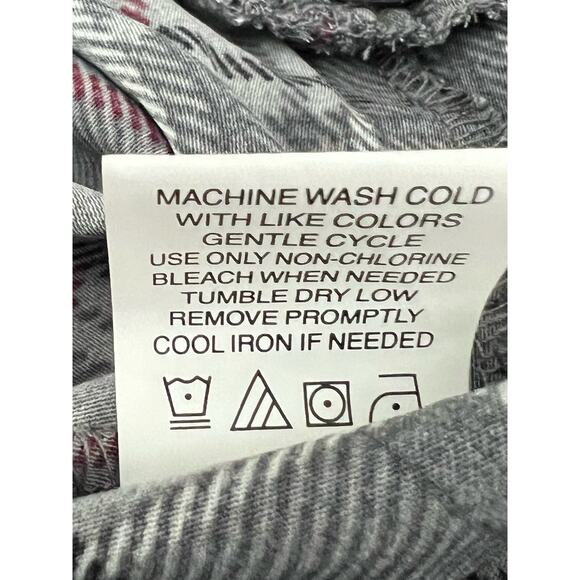 MACHINE WASH COLD
WITH LIKE COLORS
GENTLE CYCLE
USE ONLY NON-CHLORINE
BLEACH WHEN NEEDED
TUMBLE DRY LOW
REMOVE PROMPTLY
COOL IRON IF NEEDED